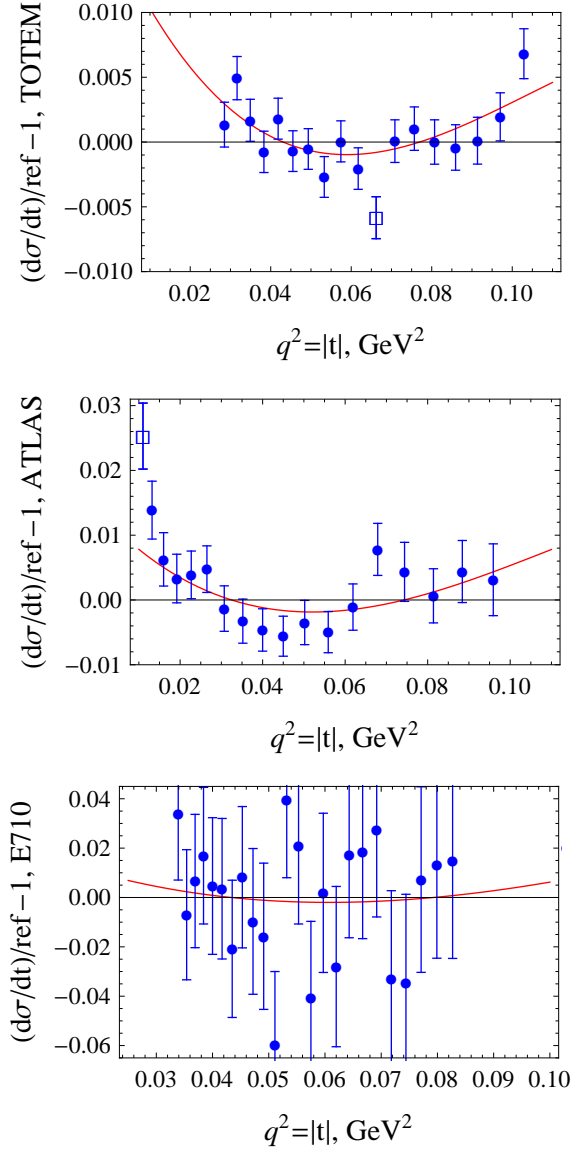 0.010
0.005
0.000
−0.005
−0.010
(dσ/dt)/ref −1, TOTEM
0.02 0.04 0.06 0.08 0.10
q²=|t|, GeV²
0.03
0.02
0.01
0.00
−0.01
(dσ/dt)/ref −1, ATLAS
0.02 0.04 0.06 0.08 0.10
q²=|t|, GeV²
0.04
0.02
0.00
−0.02
−0.04
−0.06
(dσ/dt)/ref −1, E710
0.03 0.04 0.05 0.06 0.07 0.08 0.09 0.10
q²=|t|, GeV²